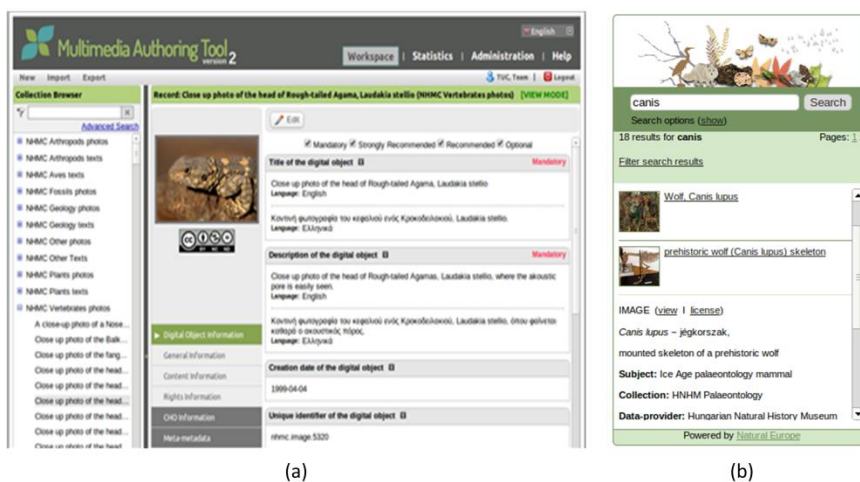 Multimedia Authoring Tool 2
version
English
Workspace | Statistics | Administration | Help
New Import Export
TUC, Team | Logout
Collection Browser
Advanced Search
NHMC Arthropods photos
NHMC Arthropods texts
NHMC Aves texts
NHMC Fossils photos
NHMC Geology photos
NHMC Geology texts
NHMC Other photos
NHMC Other Texts
NHMC Plants photos
NHMC Plants texts
NHMC Vertebrates photos
A close-up photo of a Nose...
Close up photo of the Balk...
Close up photo of the fang...
Close up photo of the head...
Close up photo of the head...
Close up photo of the head...
Close up photo of the head...
Close up photo of the head...
Close up photo of the head...
Record: Close up photo of the head of Rough-tailed Agama, Laudakia stellio (NHMC Vertebrates photos) [VIEW MODE]
Edit
Mandatory Strongly Recommended Recommended Optional
Title of the digital object
Mandatory
Close up photo of the head of Rough-tailed Agama, Laudakia stellio
Language: English
Κοντινή φωτογραφία του κεφαλιού ενός Κροκοδειλακιού, Laudakia stellio.
Language: Ελληνικά
Description of the digital object
Mandatory
Close up photo of the head of Rough-tailed Agamas, Laudakia stellio, where the akoustic
pore is easily seen.
Language: English
Κοντινή φωτογραφία του κεφαλιού ενός Κροκοδειλακιού, Laudakia stellio, όπου φαίνεται
καθαρά ο ακουστικός πόρος.
Language: Ελληνικά
Creation date of the digital object
1999-04-04
Unique identifier of the digital object
nhmc.image.5320
Digital Object Information
General Information
Content Information
Rights Information
CHO Information
Meta-metadata
(a)
canis
Search
Search options (show)
18 results for canis
Pages: 1
Filter search results
Wolf, Canis lupus
prehistoric wolf (Canis lupus) skeleton
IMAGE (view I license)
Canis lupus – jégkorszak,
mounted skeleton of a prehistoric wolf
Subject: Ice Age palaeontology mammal
Collection: HNHM Palaeontology
Data-provider: Hungarian Natural History Museum
Powered by Natural Europe
(b)